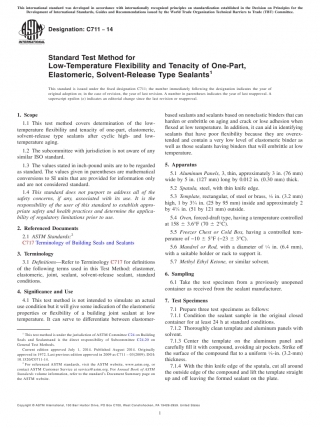 This international standard was developed in accordance with internationally recognized principles on standardization established in the Decision on Principles for the
Development of International Standards, Guides and Recommendations issued by the World Trade Organization Technical Barriers to Trade (TBT) Committee.
Designation: C711 − 14
INTERNATIONAL
Standard Test Method for
Low-Temperature Flexibility and Tenacity of One-Part,
Elastomeric, Solvent-Release Type Sealants1
This standard is issued under the fixed designation C711; the number immediately following the designation indicates the year of
original adoption or, in the case of revision, the year of last revision. A number in parentheses indicates the year of last reapproval. A
superscript epsilon (ε) indicates an editorial change since the last revision or reapproval.
1. Scope
1.1 This test method covers determination of the low-
temperature flexibility and tenacity of one-part, elastomeric,
solvent-release type sealants after cyclic high- and low-
temperature aging.
1.2 The subcommittee with jurisdiction is not aware of any
similar ISO standard.
1.3 The values stated in inch-pound units are to be regarded
as standard. The values given in parentheses are mathematical
conversions to SI units that are provided for information only
and are not considered standard.
1.4 This standard does not purport to address all of the
safety concerns, if any, associated with its use. It is the
responsibility of the user of this standard to establish appro-
priate safety and health practices and determine the applica-
bility of regulatory limitations prior to use.
2. Referenced Documents
2.1 ASTM Standards:2
C717 Terminology of Building Seals and Sealants
3. Terminology
3.1 Definitions—Refer to Terminology C717 for definitions
of the following terms used in this Test Method: elastomeric,
elastomeric, joint, sealant, solvent-release sealant, standard
conditions.
4. Significance and Use
4.1 This test method is not intended to simulate an actual
use condition but it will give some indication of the elastomeric
properties or flexibility of a building joint sealant at low
temperature. It can serve to differentiate between elastomer-
1 This test method is under the jurisdiction of ASTM Committee C24 on Building
Seals and Sealants and is the direct responsibility of Subcommittee C24.20 on
General Test Methods.
Current edition approved July 1, 2014. Published August 2014. Originally
approved in 1972. Last previous edition approved in 2009 as C711 – 03(2009). DOI:
10.1520/C0711-14.
2 For referenced ASTM standards, visit the ASTM website, www.astm.org, or
contact ASTM Customer Service at service@astm.org. For Annual Book of ASTM
Standards volume information, refer to the standard's Document Summary page on
the ASTM website.
based sealants and sealants based on nonelastic binders that can
harden or embrittle on aging and crack or lose adhesion when
flexed at low temperature. In addition, it can aid in identifying
sealants that have poor flexibility because they are overex-
tended and contain a very low level of elastomeric binder as
well as those sealants having binders that will embrittle at low
temperature.
5. Apparatus
5.1 Aluminum Panels, 3, thin, approximately 3 in. (76 mm)
wide by 5 in. (127 mm) long by 0.012 in. (0.30 mm) thick.
5.2 Spatula, steel, with thin knife edge.
5.3 Template, rectangular, of steel or brass, 1⁄8 in. (3.2 mm)
high, 1 by 3 3⁄4 in. (25 by 95 mm) inside and approximately 2
by 4 3⁄4 in. (51 by 121 mm) outside.
5.4 Oven, forced-draft type, having a temperature controlled
at 158 ± 3.6°F (70 ± 2°C).
5.5 Freezer Chest or Cold Box, having a controlled tem-
perature of −10 ± 5°F (−23 ± 3°C).
5.6 Mandrel or Rod, with a diameter of 1⁄4 in. (6.4 mm),
with a suitable holder or rack to support it.
5.7 Methyl Ethyl Ketone, or similar solvent.
6. Sampling
6.1 Take the test specimen from a previously unopened
container as received from the sealant manufacturer.
7. Test Specimens
7.1 Prepare three test specimens as follows:
7.1.1 Condition the sealant sample in the original closed
container for at least 24 h at standard conditions.
7.1.2 Thoroughly clean template and aluminum panels with
solvent.
7.1.3 Center the template on the aluminum panel and
carefully fill it with compound, avoiding air pockets. Strike off
the surface of the compound flat to a uniform 1⁄8-in. (3.2-mm)
thickness.
7.1.4 With the thin knife edge of the spatula, cut all around
the outside edge of the compound and lift the template straight
up and off leaving the formed sealant on the plate.
Copyright © ASTM International, 100 Barr Harbor Drive, PO Box C700, West Conshohocken, PA 19428-2959. United States
1